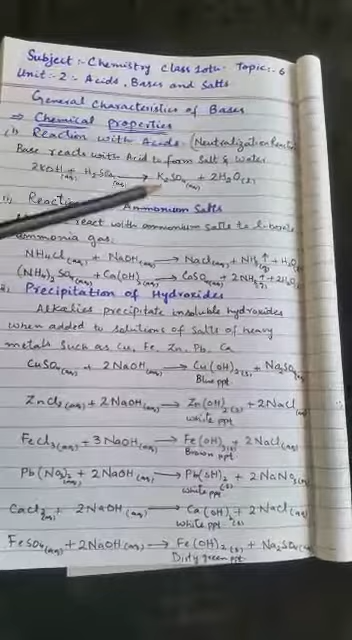 Subject :- Chemistry Class 10th Topic:- 6
Unit:- 2 :- Acids, Bases and Salts
General Characteristics of Bases
⇒ Chemical Properties
(i) Reaction with Acids: (Neutralization
Base reacts with Acid to form Salt & water
2KOH(aq) + H2SO4(aq) → K2SO4(aq) + 2H2O(l)
ii) Ammonium Salts
react with ammonium salts to
ammonia gas.
NH4Cl(aq) + NaOH(aq) → NaCl(aq) + NH3(g)↑ + H2O
(NH4)2SO4(aq) + Ca(OH)2(aq) → CaSO4(aq) + 2NH3(g)↑ + 2H2O
Precipitation of Hydroxides
Alkalies precipitate insoluble hydroxides
when added to solutions of salts of heavy
metals such as Cu, Fe, Zn, Pb, Ca
CuSO4(aq) + 2NaOH(aq) → Cu(OH)2(s) + Na2SO4
Blue ppt
ZnCl2(aq) + 2NaOH(aq) → Zn(OH)2(s) + 2NaCl(aq)
white ppt
FeCl3(aq) + 3NaOH(aq) → Fe(OH)3(s) + 2NaCl(aq)
Brown ppt
Pb(NO3)2(aq) + 2NaOH(aq) → Pb(OH)2(s) + 2NaNO3(aq)
white ppt
CaCl2(aq) + 2NaOH(aq) → Ca(OH)2(s) + 2NaCl(aq)
white ppt
FeSO4(aq) + 2NaOH(aq) → Fe(OH)2(s) + Na2SO4(aq)
Dirty green ppt